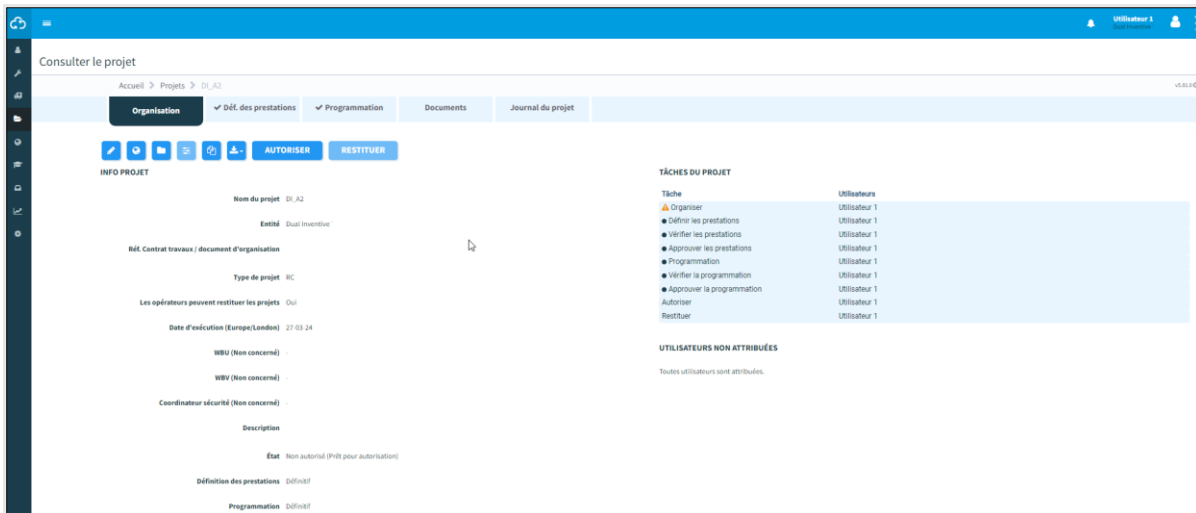 Utilisateur 1
Dual Inventive
Consulter le projet
Accueil > Projets > DI_A2
Organisation
Déf. des prestations
Programmation
Documents
Journal du projet
AUTORISER
RESTITUER
INFO PROJET
Nom du projet DI_A2
Entité Dual Inventive
Réf. Contrat travaux / document d'organisation
Type de projet RC
Les opérateurs peuvent restituer les projets Oui
Date d'exécution (Europe/London) 27-03-24
WBU (Non concerné) -
WBV (Non concerné) -
Coordinateur sécurité (Non concerné) -
Description
État Non autorisé (Prêt pour autorisation)
Définition des prestations Définitif
Programmation Définitif
TÂCHES DU PROJET
Tâche Utilisateurs
Organiser Utilisateur 1
Définir les prestations Utilisateur 1
Vérifier les prestations Utilisateur 1
Approuver les prestations Utilisateur 1
Programmation Utilisateur 1
Vérifier la programmation Utilisateur 1
Approuver la programmation Utilisateur 1
Autoriser Utilisateur 1
Restituer Utilisateur 1
UTILISATEURS NON ATTRIBUÉES
Toutes utilisateurs sont attribuées.